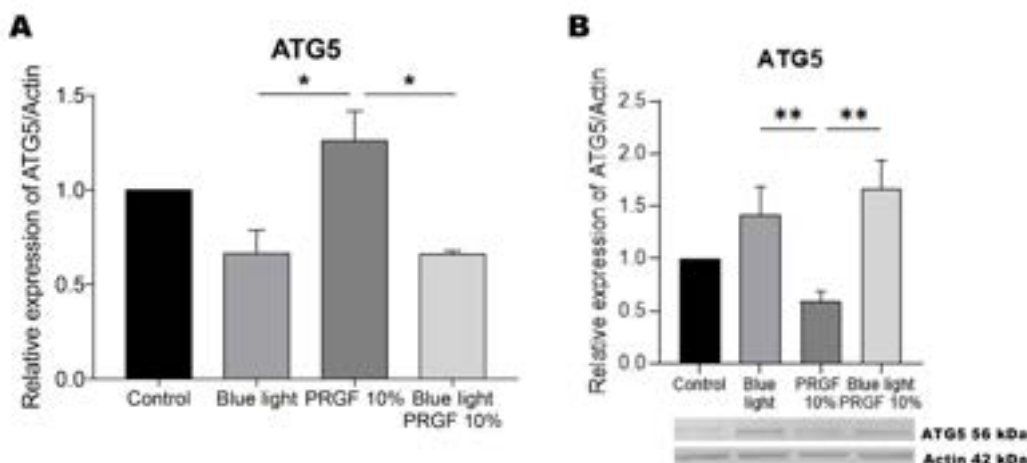 A
ATG5
Relative expression of ATG5/Actin
1.5
1.0
0.5
0.0
*
*
Control
Blue light
PRGF 10%
Blue light
PRGF 10%
B
ATG5
Relative expression of ATG5/Actin
2.5
2.0
1.5
1.0
0.5
0.0
**
**
Control
Blue
light
PRGF
10%
Blue light
PRGF 10%
ATG5 56 kDa
Actin 42 kDa